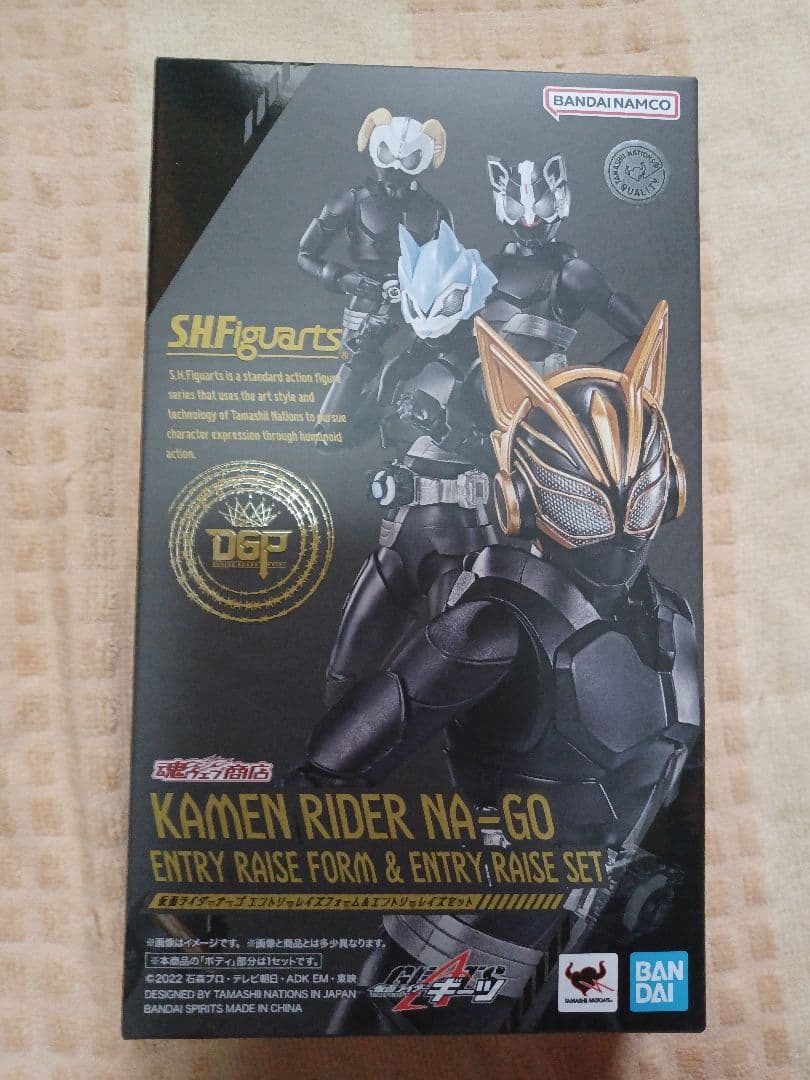 BANDAI NAMCO
TAMASHII NATIONS
QUALITY
S.H.Figuarts
S.H.Figuarts is a standard action figure
series that uses the art style and
technology of Tamashii Nations to pursue
character expression through humanoid
action.
DGP
魂ウェブ商店
KAMEN RIDER NA-GO
ENTRY RAISE FORM & ENTRY RAISE SET
仮面ライダーナーゴ エントリーレイズフォーム&エントリーレイズセット
※画像はイメージです。 ※画像と商品とは多少異なります。
※本商品の「ボディ」部分は1セットです。
©2022 石森プロ・テレビ朝日・ADK EM・東映
DESIGNED BY TAMASHII NATIONS IN JAPAN
BANDAI SPIRITS MADE IN CHINA
GEATS
仮面ライダーギーツ
TAMASHII NATIONS
BAN
DAI